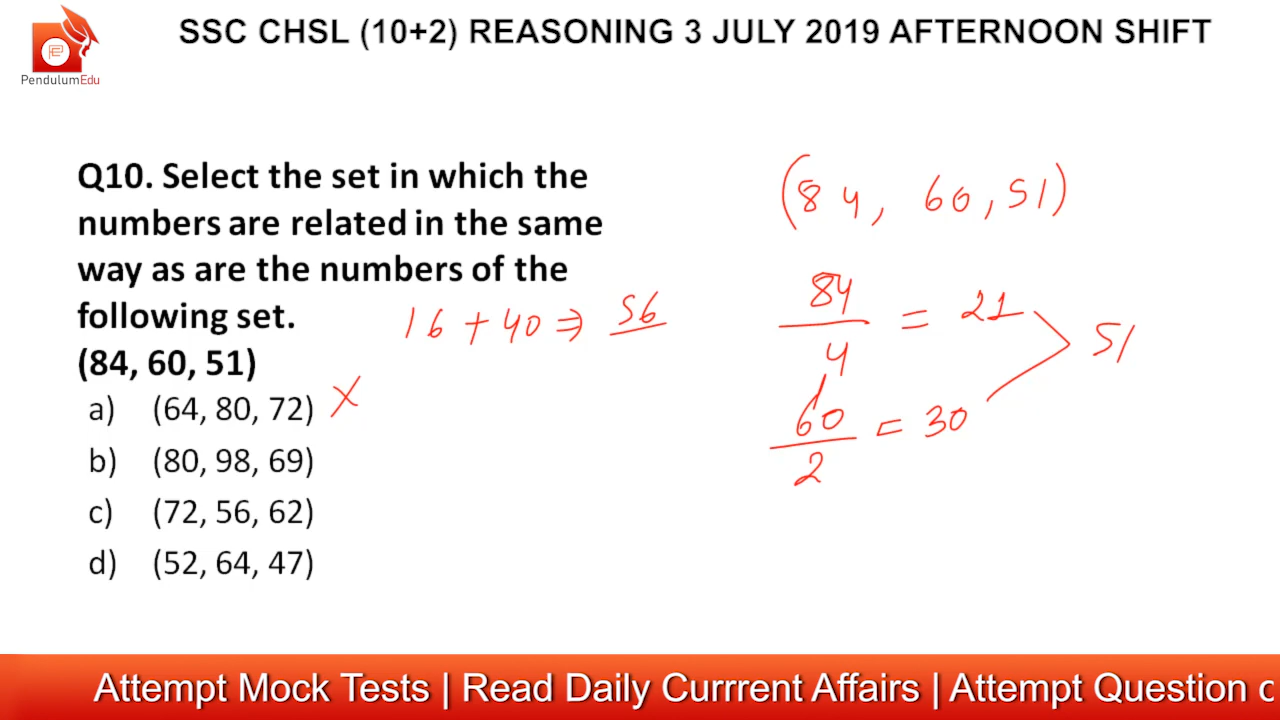 SSC CHSL (10+2) REASONING 3 JULY 2019 AFTERNOON SHIFT
PendulumEdu
Q10. Select the set in which the
numbers are related in the same
way as are the numbers of the
following set.
(84, 60, 51)
a) (64, 80, 72) X
b) (80, 98, 69)
c) (72, 56, 62)
d) (52, 64, 47)
16 + 40 ⇒ 56
(84, 60, 51)
84/4 = 21
60/2 = 30
51
Attempt Mock Tests | Read Daily Currrent Affairs | Attempt Question o